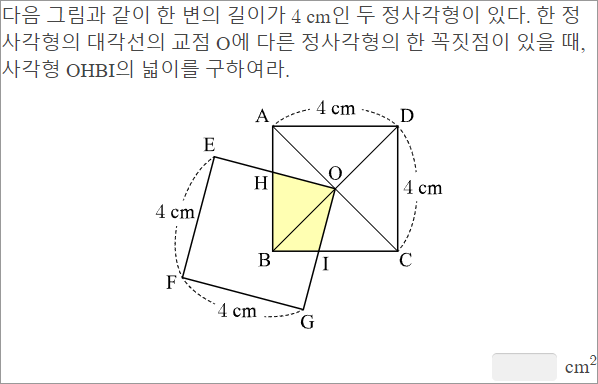 다음 그림과 같이 한 변의 길이가 4 cm인 두 정사각형이 있다. 한 정
사각형의 대각선의 교점 O에 다른 정사각형의 한 꼭짓점이 있을 때,
사각형 OHBI의 넓이를 구하여라.
4 cm
A
D
E
O
H
4 cm
4 cm
B
I
C
F
4 cm
G
cm²